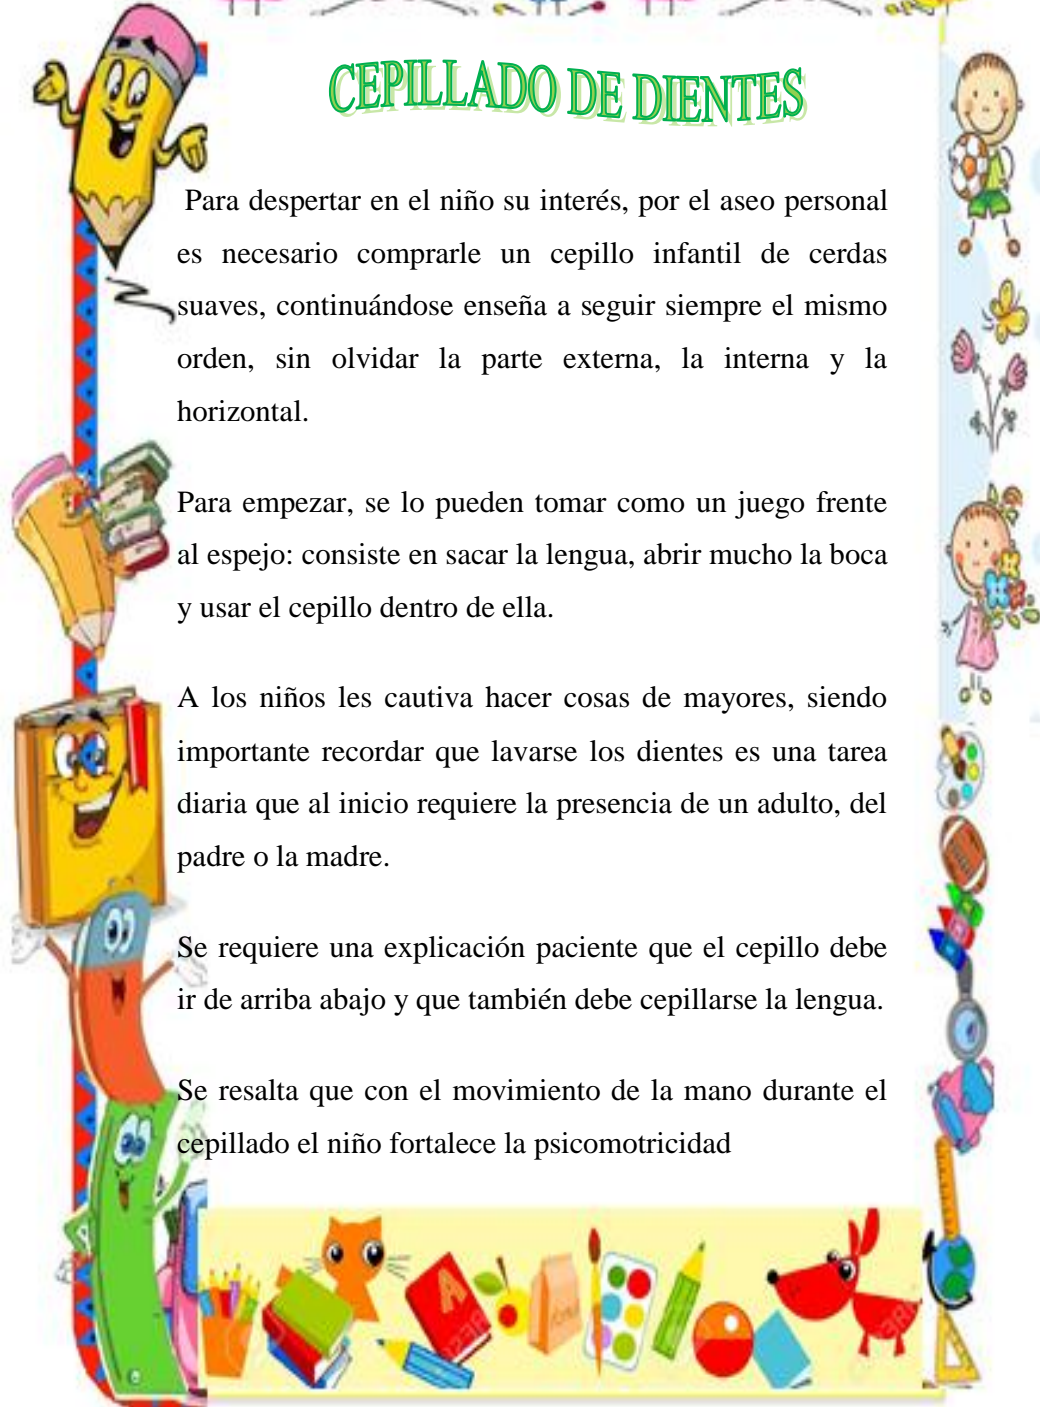 CEPILLADO DE DIENTES
Para despertar en el niño su interés, por el aseo personal
es necesario comprarle un cepillo infantil de cerdas
suaves, continuándose enseña a seguir siempre el mismo
orden, sin olvidar la parte externa, la interna y la
horizontal.
Para empezar, se lo pueden tomar como un juego frente
al espejo: consiste en sacar la lengua, abrir mucho la boca
y usar el cepillo dentro de ella.
A los niños les cautiva hacer cosas de mayores, siendo
importante recordar que lavarse los dientes es una tarea
diaria que al inicio requiere la presencia de un adulto, del
padre o la madre.
Se requiere una explicación paciente que el cepillo debe
ir de arriba abajo y que también debe cepillarse la lengua.
Se resalta que con el movimiento de la mano durante el
cepillado el niño fortalece la psicomotricidad
A